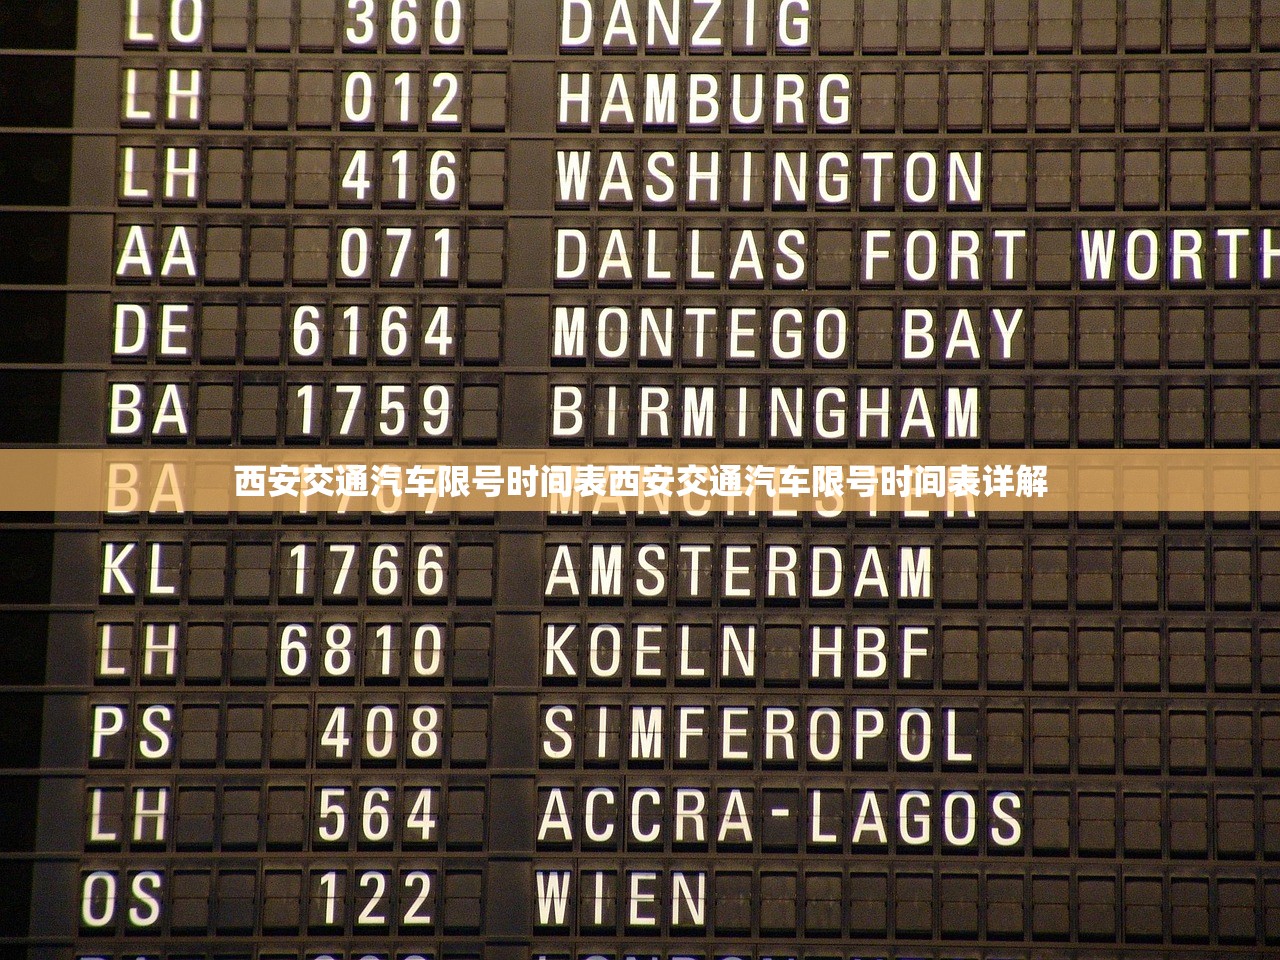 LO 360 DANZIG
LH 012 HAMBURG
LH 416 WASHINGTON
AA 071 DALLAS FORT WORTH
DE 6164 MONTEGO BAY
BA 1759 BIRMINGHAM
西安交通汽车限号时间表西安交通汽车限号时间表详解
BA 1767 MANCHESTER
KL 1766 AMSTERDAM
LH 6810 KOELN HBF
PS 408 SIMFEROPOL
LH 564 ACCRA-LAGOS
OS 122 WIEN